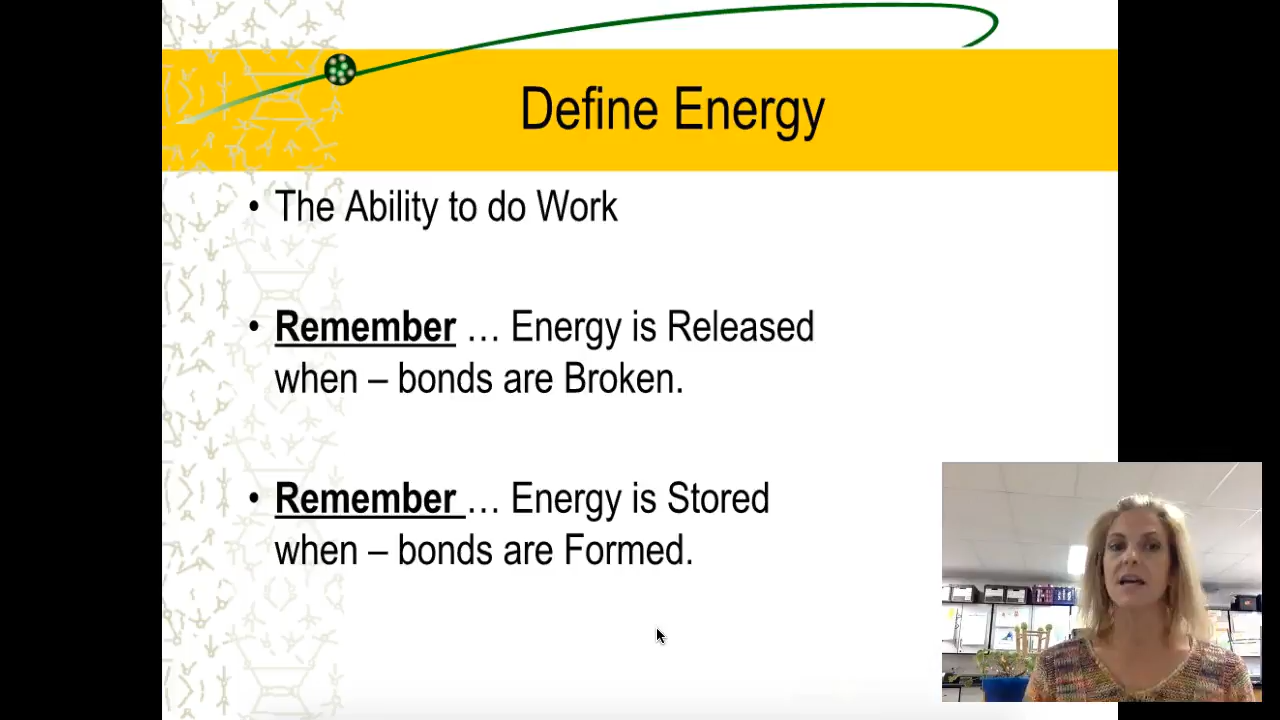 Define Energy
• The Ability to do Work
• Remember … Energy is Released
when – bonds are Broken.
• Remember … Energy is Stored
when – bonds are Formed.